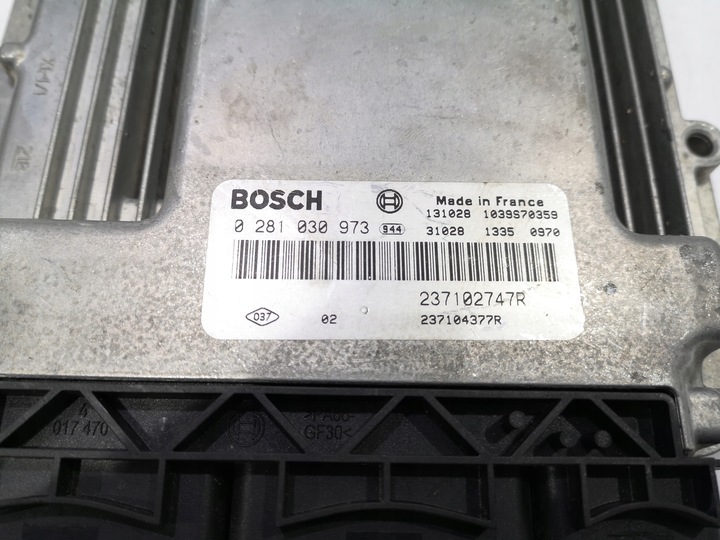 BOSCH
Made in France
131028 1039S70359
0 281 030 973 944
31028 1335 0970
237102747R
037 02 237104377R
017 470
>PA66-
GF30<